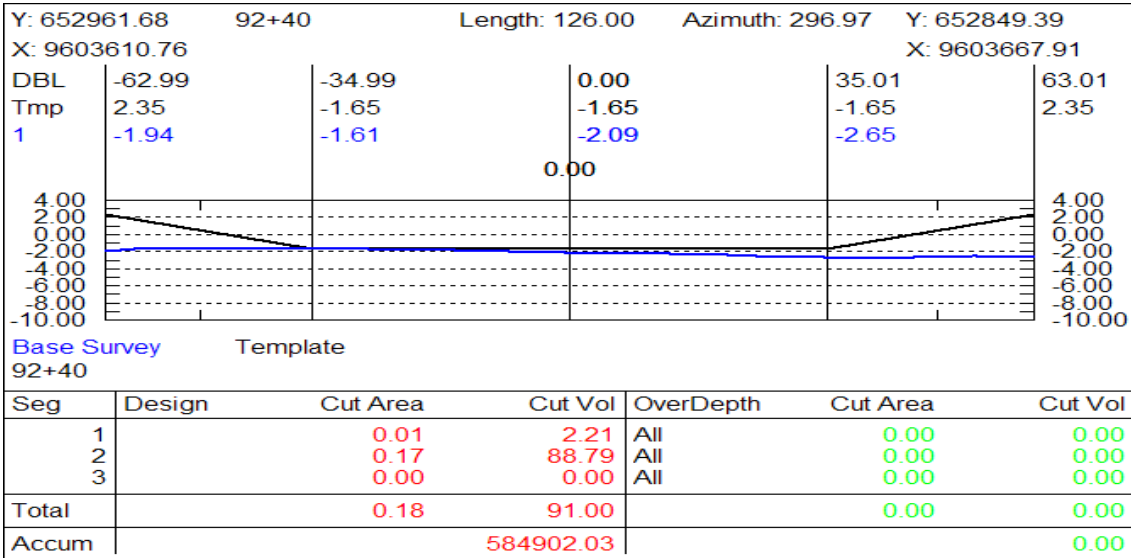 Y: 652961.68 92+40 Length: 126.00 Azimuth: 296.97 Y: 652849.39
X: 9603610.76 X: 9603667.91
DBL -62.99 -34.99 0.00 35.01 63.01
Tmp 2.35 -1.65 -1.65 -1.65 2.35
1 -1.94 -1.61 -2.09 -2.65
0.00
4.00 4.00
2.00 2.00
0.00 0.00
-2.00 -2.00
-4.00 -4.00
-6.00 -6.00
-8.00 -8.00
-10.00 -10.00
Base Survey Template
92+40
Seg Design Cut Area Cut Vol OverDepth Cut Area Cut Vol
1 0.01 2.21 All 0.00 0.00
2 0.17 88.79 All 0.00 0.00
3 0.00 0.00 All 0.00 0.00
Total 0.18 91.00 0.00 0.00
Accum 584902.03 0.00